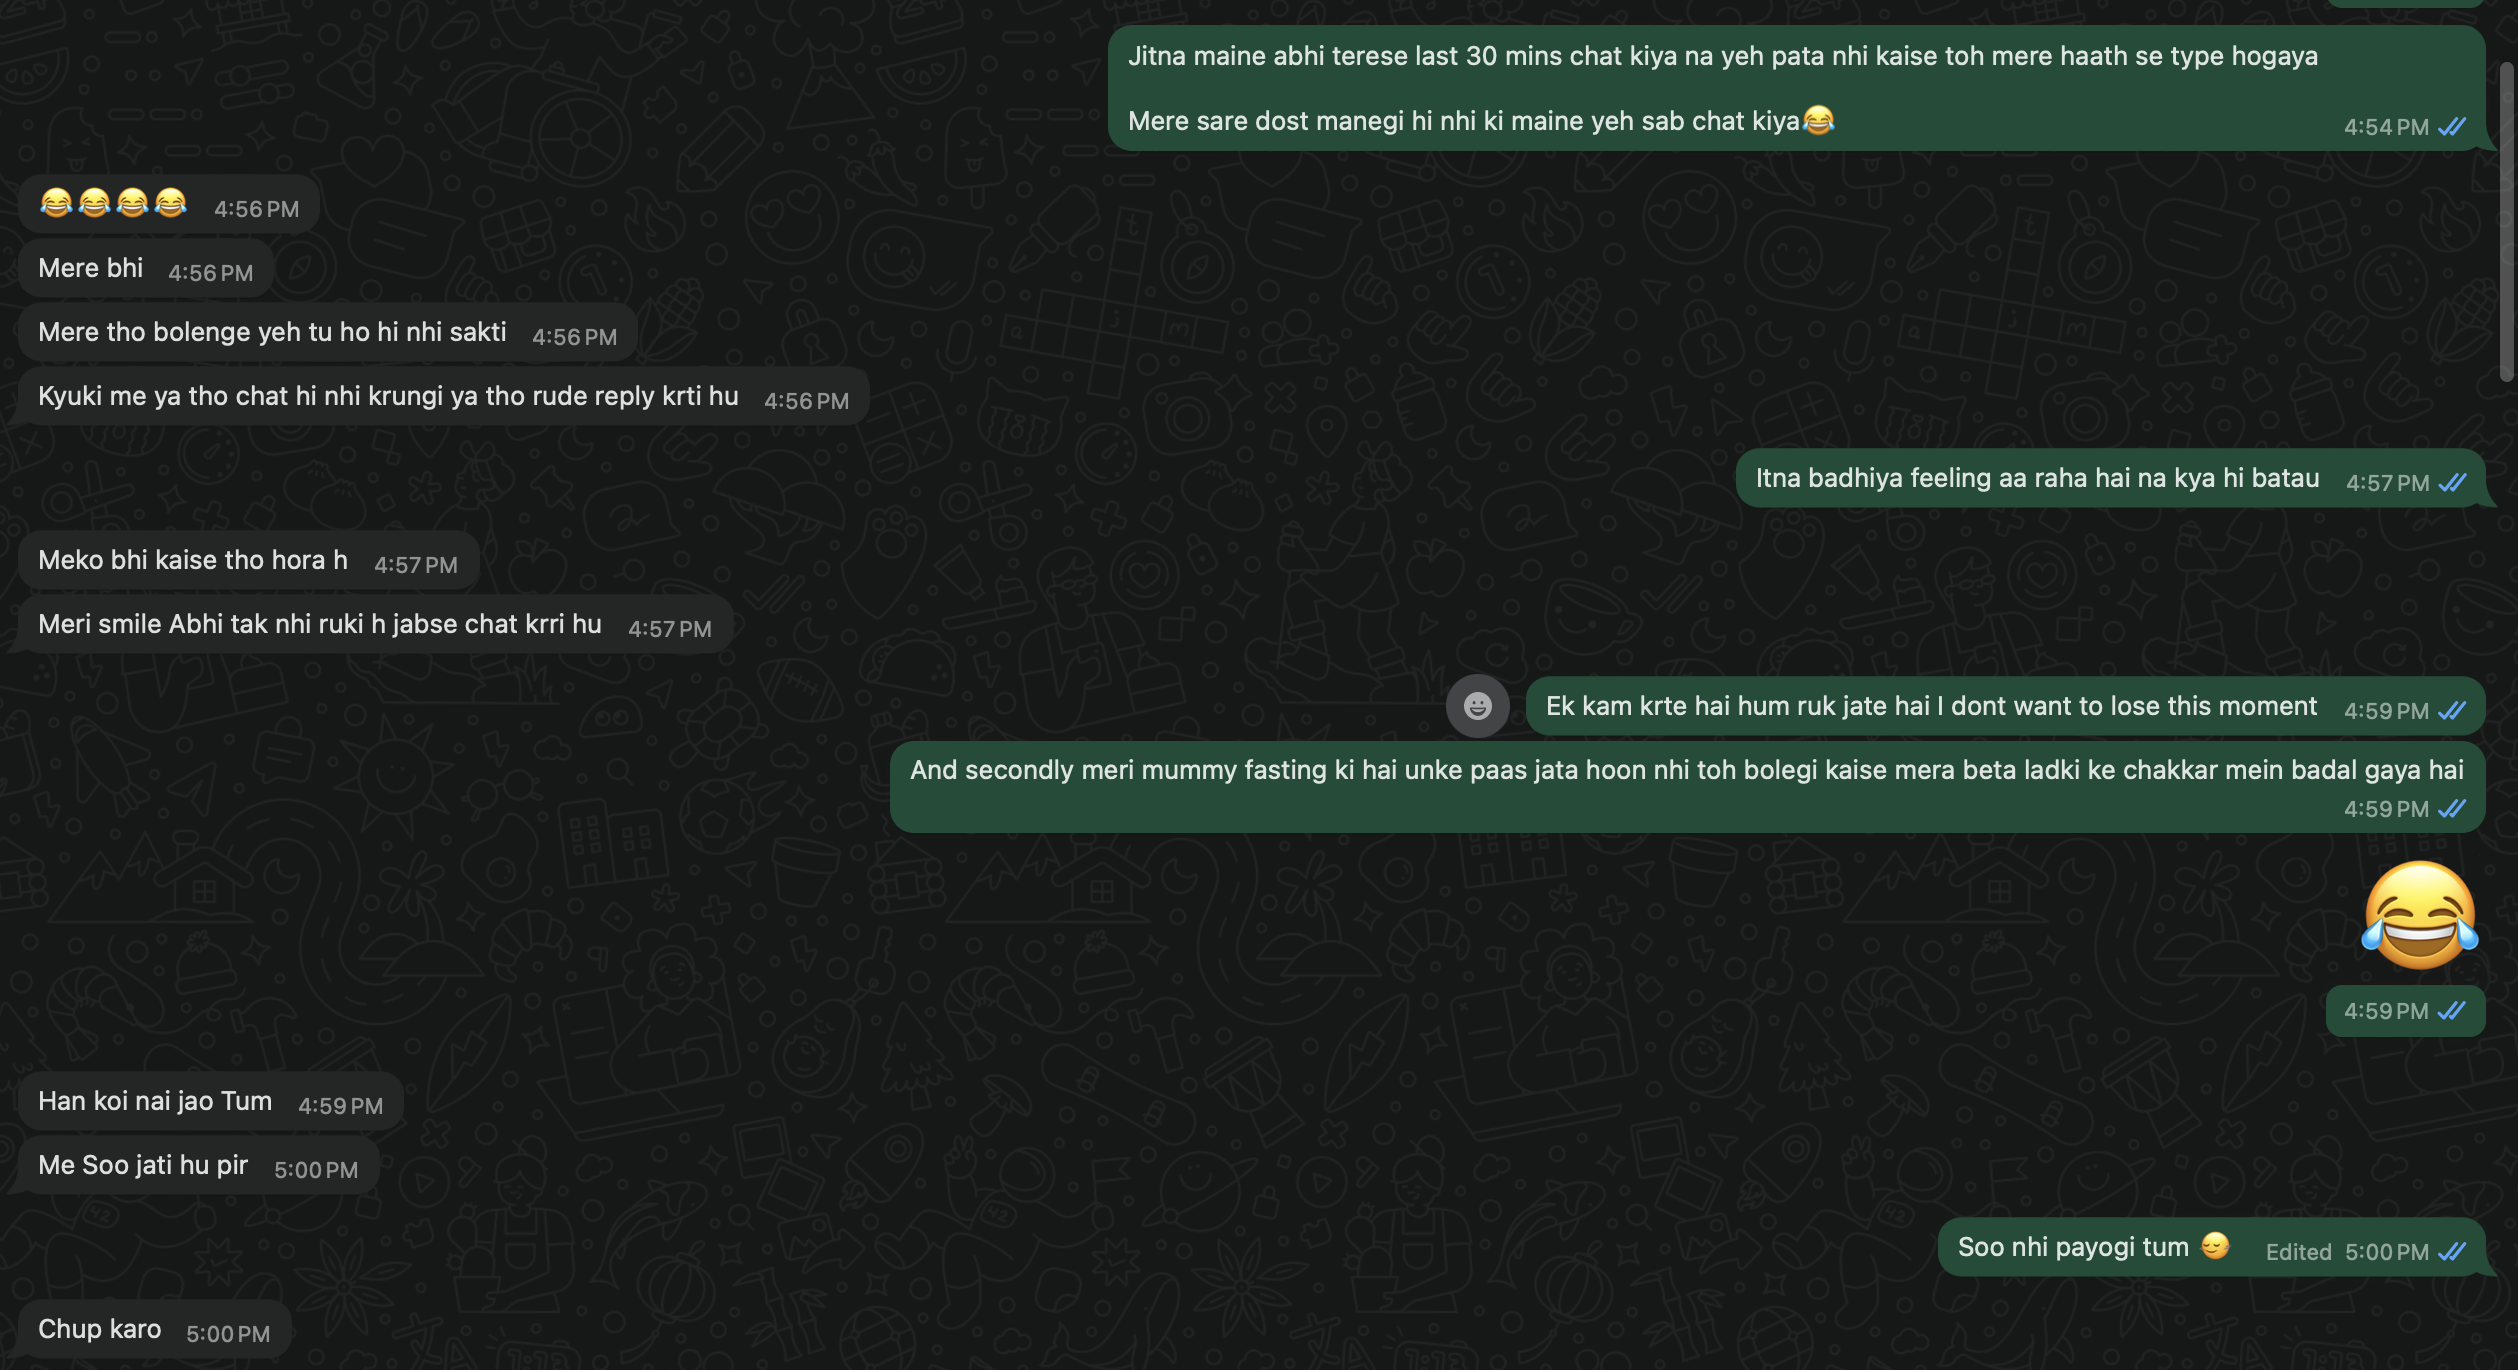 Jitna maine abhi terese last 30 mins chat kiya na yeh pata nhi kaise toh mere haath se type hogaya
Mere sare dost manegi hi nhi ki maine yeh sab chat kiya😂
4:54 PM
😂😂😂😂 4:56 PM
Mere bhi 4:56 PM
Mere tho bolenge yeh tu ho hi nhi sakti 4:56 PM
Kyuki me ya tho chat hi nhi krungi ya tho rude reply krti hu 4:56 PM
Itna badhiya feeling aa raha hai na kya hi batau 4:57 PM
Meko bhi kaise tho hora h 4:57 PM
Meri smile Abhi tak nhi ruki h jabse chat krri hu 4:57 PM
Ek kam krte hai hum ruk jate hai I dont want to lose this moment 4:59 PM
And secondly meri mummy fasting ki hai unke paas jata hoon nhi toh bolegi kaise mera beta ladki ke chakkar mein badal gaya hai
4:59 PM
😂
4:59 PM
Han koi nai jao Tum 4:59 PM
Me Soo jati hu pir 5:00 PM
Soo nhi payogi tum 😌 Edited 5:00 PM
Chup karo 5:00 PM